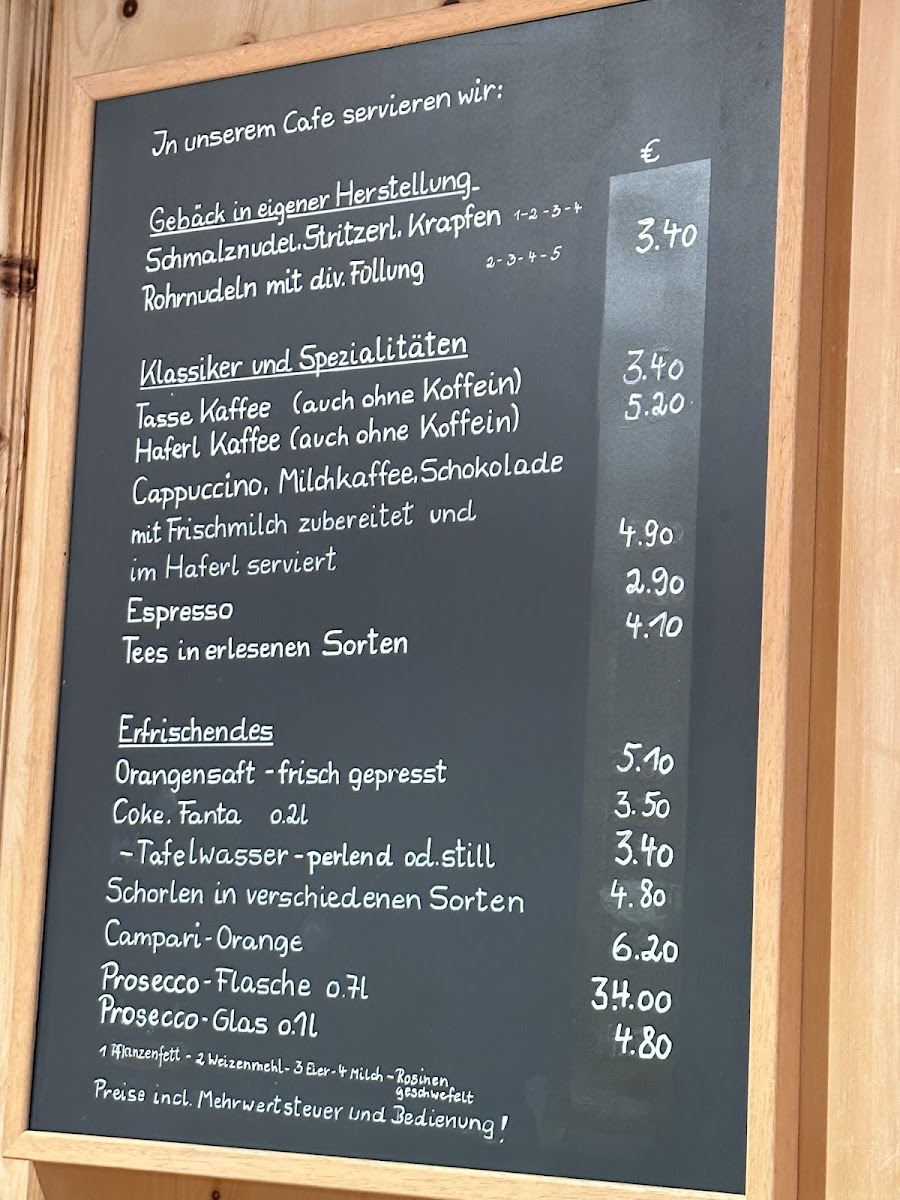 In unserem Cafe servieren wir:
€
Gebäck in eigener Herstellung
Schmalznudel, Stritzerl, Krapfen 1-2-3-4 3.40
Rohrnudeln mit div. Füllung 2-3-4-5
Klassiker und Spezialitäten
Tasse Kaffee (auch ohne Koffein) 3.40
Haferl Kaffee (auch ohne Koffein) 5.20
Cappuccino, Milchkaffee, Schokolade
mit Frischmilch zubereitet und
im Haferl serviert 4.90
Espresso 2.90
Tees in erlesenen Sorten 4.10
Erfrischendes
Orangensaft - frisch gepresst 5.10
Coke, Fanta 0.2l 3.50
- Tafelwasser - perlend od. still 3.40
Schorlen in verschiedenen Sorten 4.80
Campari - Orange 6.20
Prosecco - Flasche 0.7l 34.00
Prosecco - Glas 0.1l 4.80
1 Pflanzenfett - 2 Weizenmehl - 3 Eier - 4 Milch - Rosinen
geschwefelt
Preise incl. Mehrwertsteuer und Bedienung!